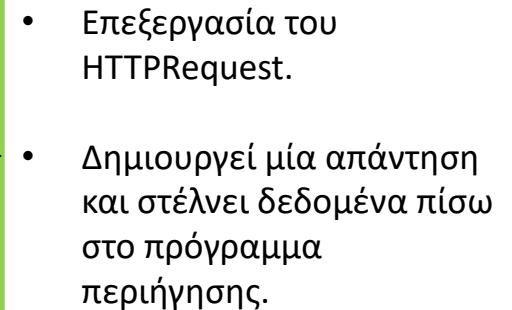 • Επεξεργασία του
HTTPRequest.
• Δημιουργεί μία απάντηση
και στέλνει δεδομένα πίσω
στο πρόγραμμα
περιήγησης.